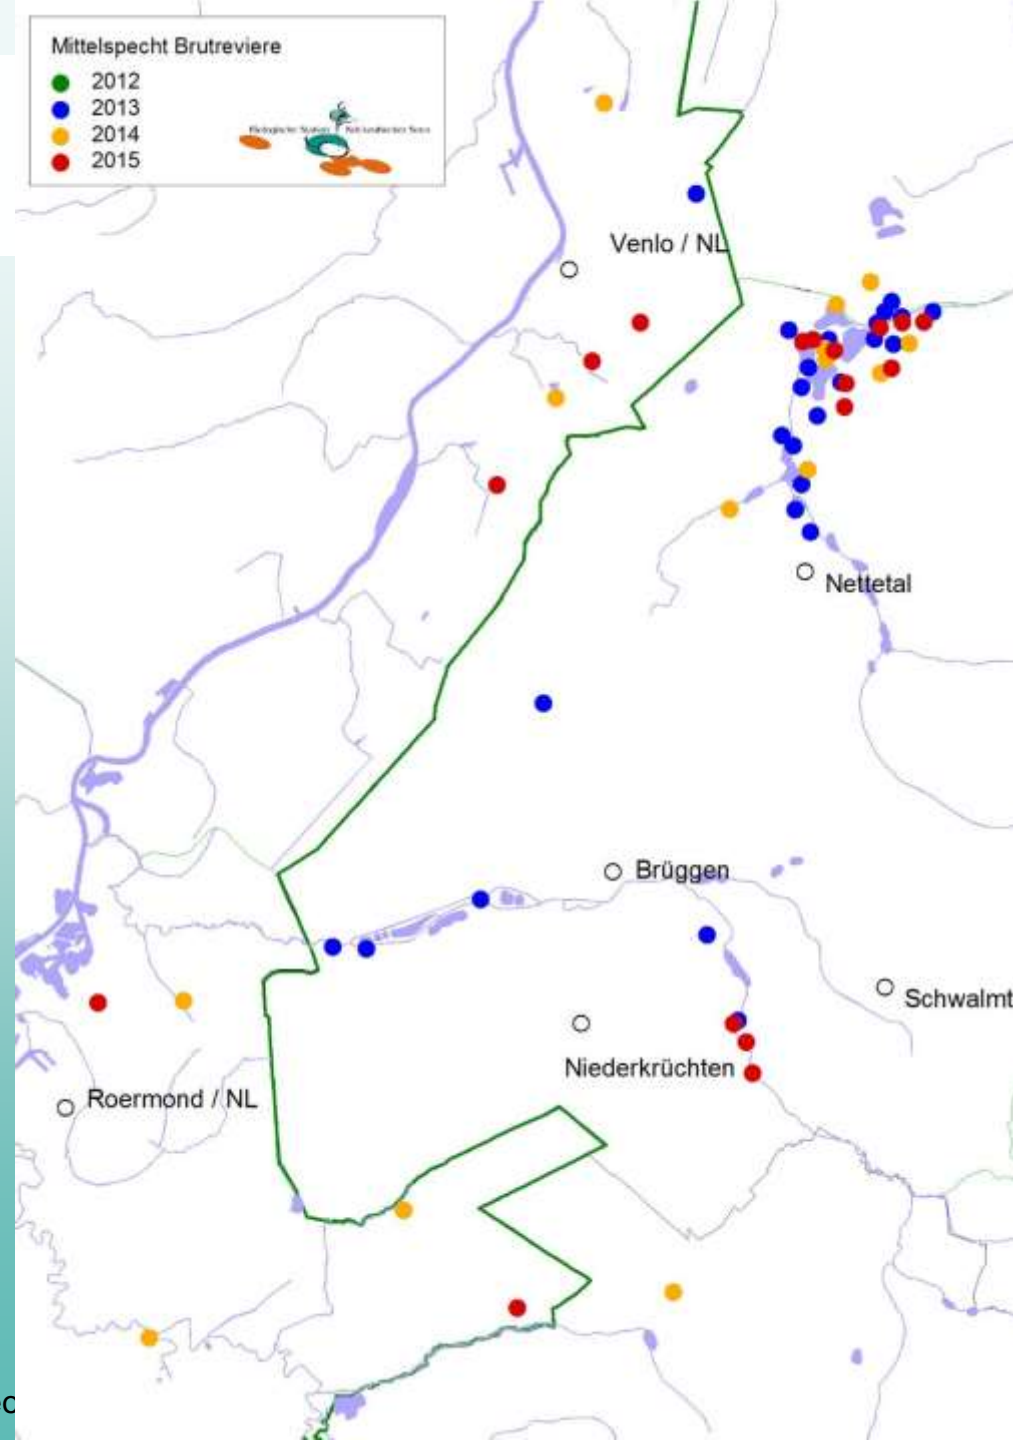 Mittelspecht Brutreviere
2012
2013
2014
2015
Venlo / NL
Nettetal
Brüggen
Schwalmt
Niederkrüchten
Roermond / NL